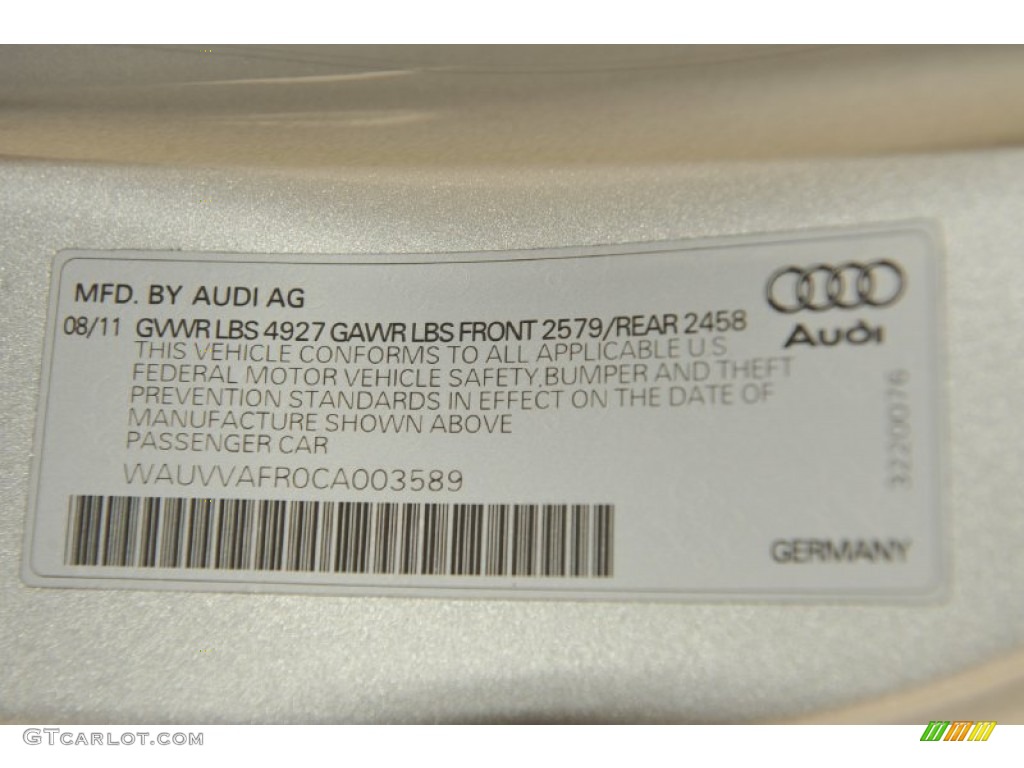 MFD. BY AUDI AG
08/11 GVWR LBS 4927 GAWR LBS FRONT 2579/REAR 2458
Audi
THIS VEHICLE CONFORMS TO ALL APPLICABLE U.S
FEDERAL MOTOR VEHICLE SAFETY,BUMPER AND THEFT
PREVENTION STANDARDS IN EFFECT ON THE DATE OF
MANUFACTURE SHOWN ABOVE
PASSENGER CAR
WAUVVAFR0CA003589
3220076
GERMANY
GTCarlot.com